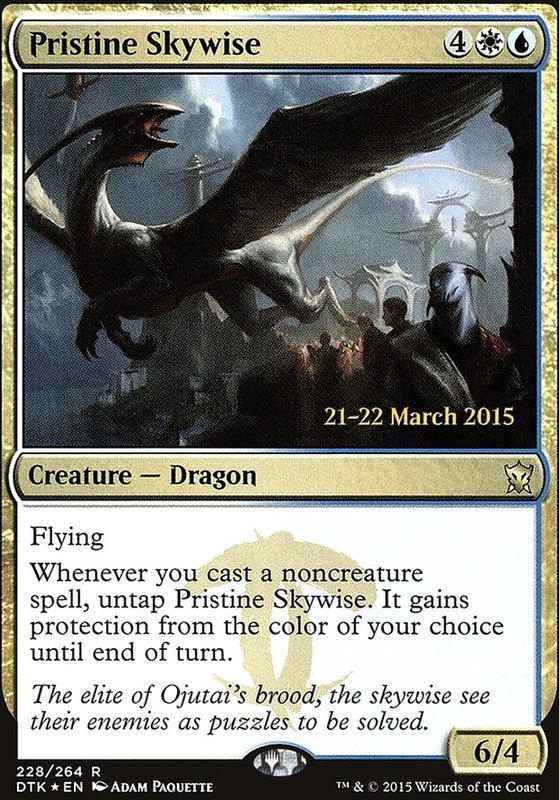 Pristine Skywise 4
21–22 March 2015
Creature — Dragon
Flying
Whenever you cast a noncreature
spell, untap Pristine Skywise. It gains
protection from the color of your choice
until end of turn.
The elite of Ojutai's brood, the skywise see
their enemies as puzzles to be solved.
6/4
228/264 R
DTK ★ EN Adam Paquette
™ & © 2015 Wizards of the Coast